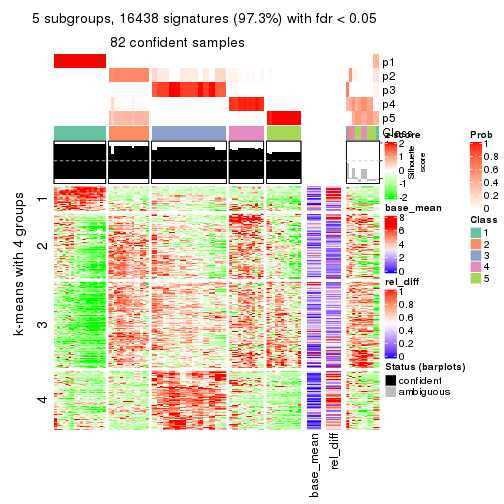 5 subgroups, 16438 signatures (97.3%) with fdr < 0.05
82 confident samples
p1
p2
p3
p4
p5
Class
z-score
2
1
0
-1
-2
Silhouette
score
Prob
1
0.8
0.6
0.4
0.2
0
base_mean
8
6
4
2
0
Class
1
2
3
4
5
rel_diff
1
0.8
0.6
0.4
0.2
0
Status (barplots)
confident
ambiguous
k-means with 4 groups
1
2
3
4
base_mean
rel_diff